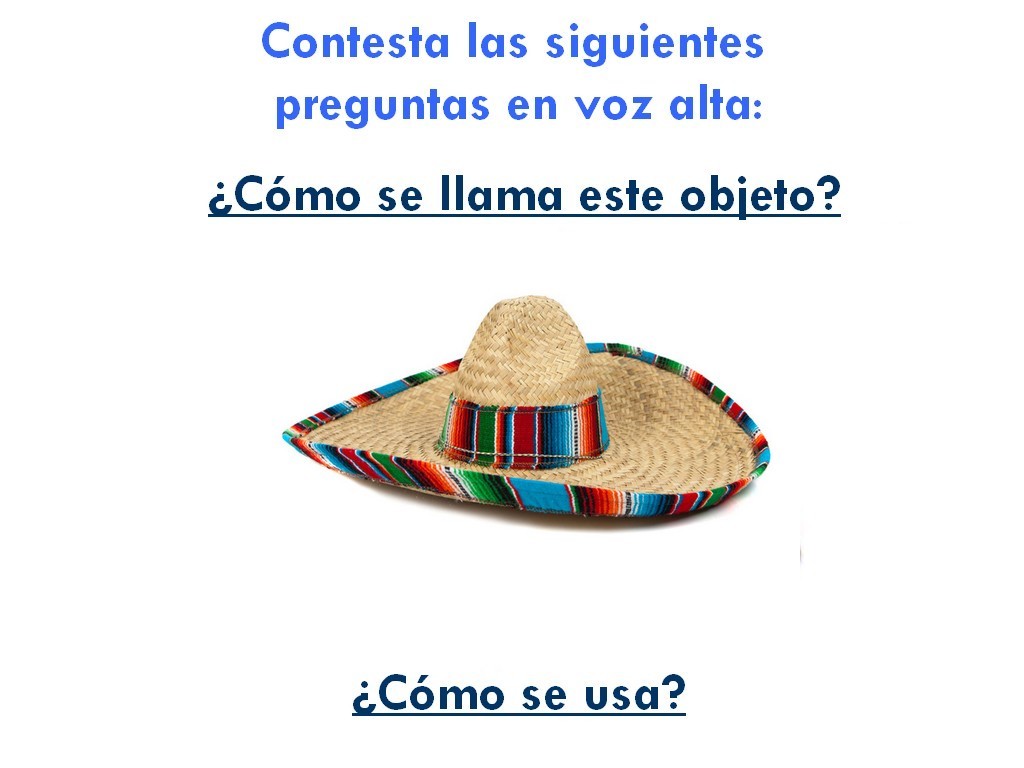 Contesta las siguientes
preguntas en voz alta:
¿Cómo se llama este objeto?
¿Cómo se usa?